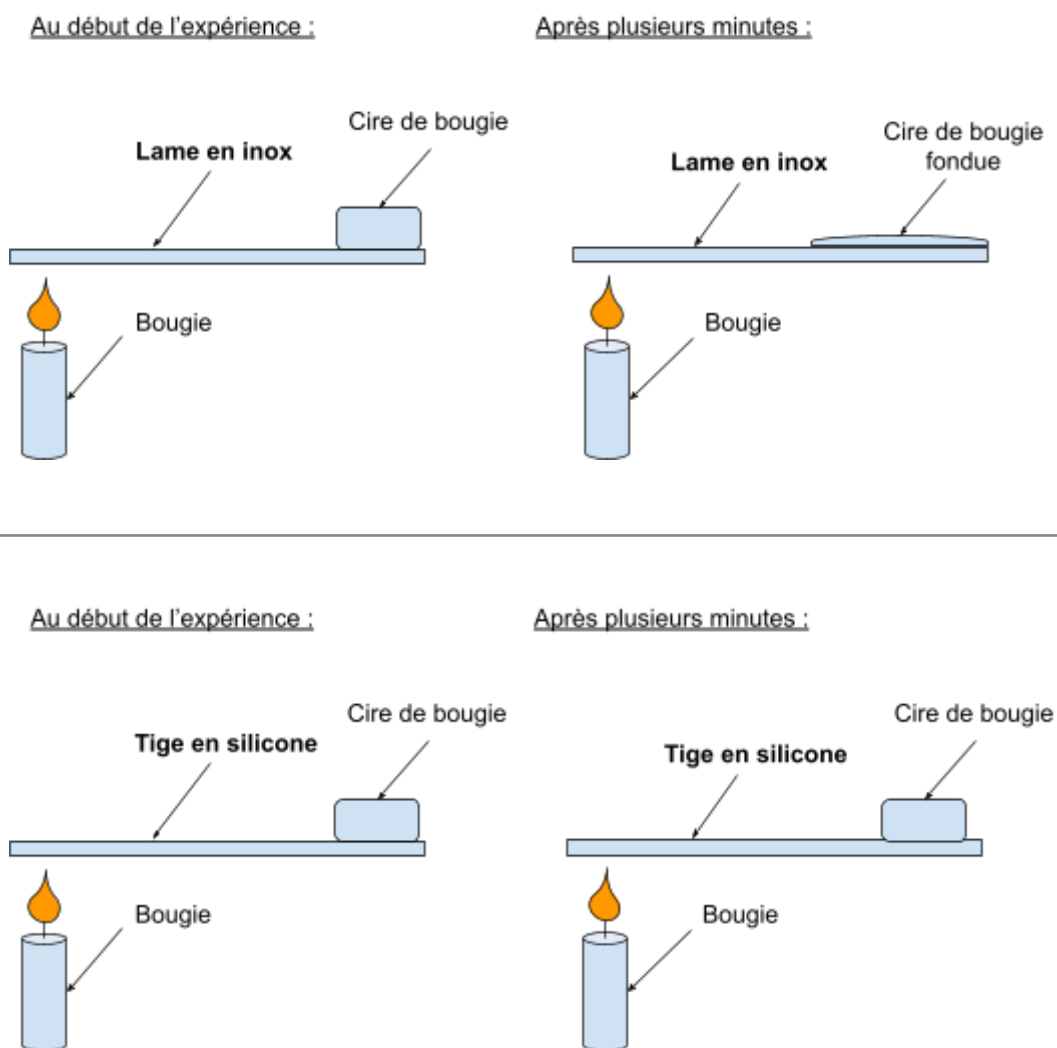 Au début de l'expérience :
Après plusieurs minutes :
Cire de bougie
Lame en inox
Bougie
Cire de bougie
fondue
Lame en inox
Bougie
Au début de l'expérience :
Après plusieurs minutes :
Cire de bougie
Tige en silicone
Bougie
Cire de bougie
Tige en silicone
Bougie